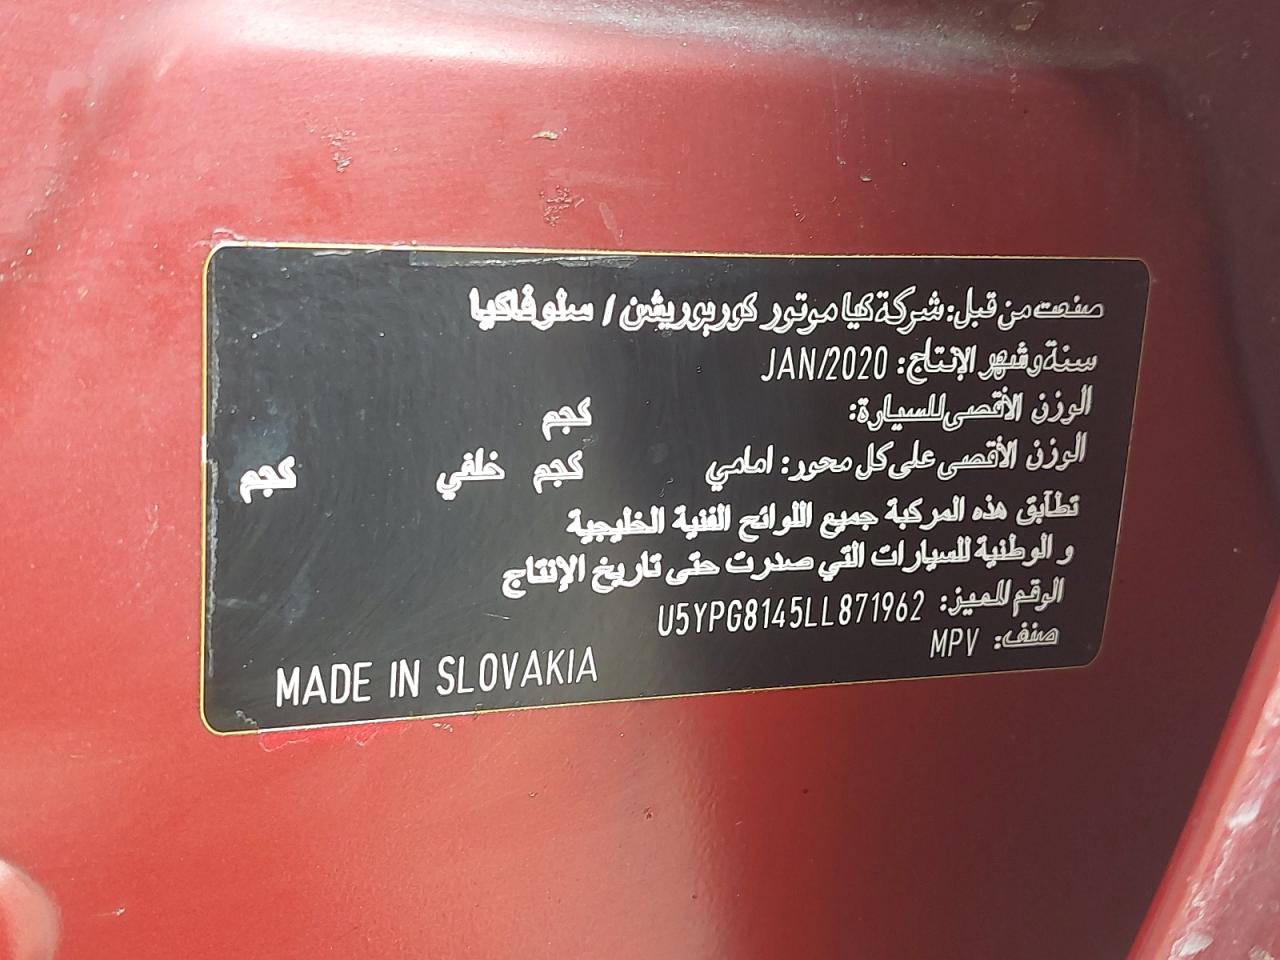 صنعت من قبل: شركة كيا موتور كوربوريشن / سلوفاكيا
سنة وشهر الإنتاج: JAN/2020
الوزن الأقصى للسيارة: كجم
الوزن الأقصى على كل محور: امامي كجم خلفي كجم
تطابق هذه المركبة جميع اللوائح الفنية الخليجية
و الوطنية للسيارات التي صدرت حتى تاريخ الإنتاج
الرقم المميز: U5YPG8145LL871962
صنف: MPV
MADE IN SLOVAKIA